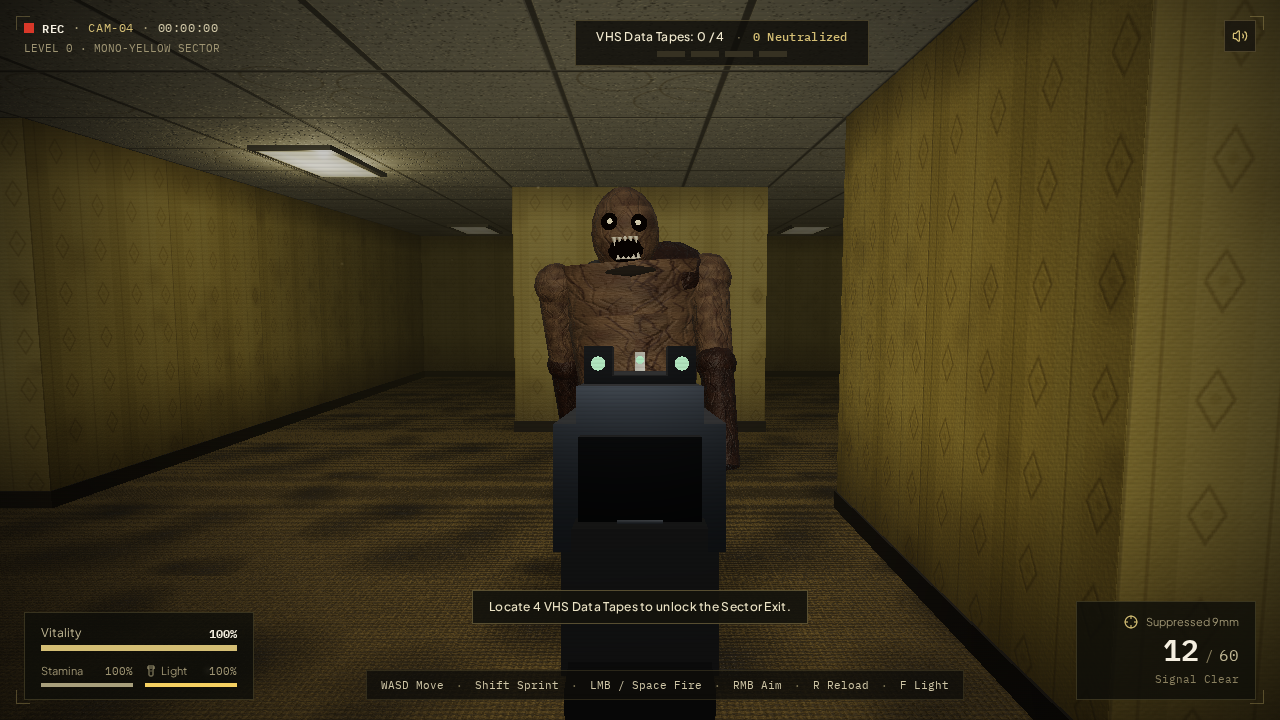 REC · CAM-04 · 00:00:00
LEVEL 0 · MONO-YELLOW SECTOR
VHS Data Tapes: 0 / 4 · 0 Neutralized
Locate 4 VHS Data Tapes to unlock the Sector Exit.
Vitality 100%
Stamina 100% Light 100%
WASD Move · Shift Sprint · LMB / Space Fire · RMB Aim · R Reload · F Light
Suppressed 9mm
12 / 60
Signal Clear